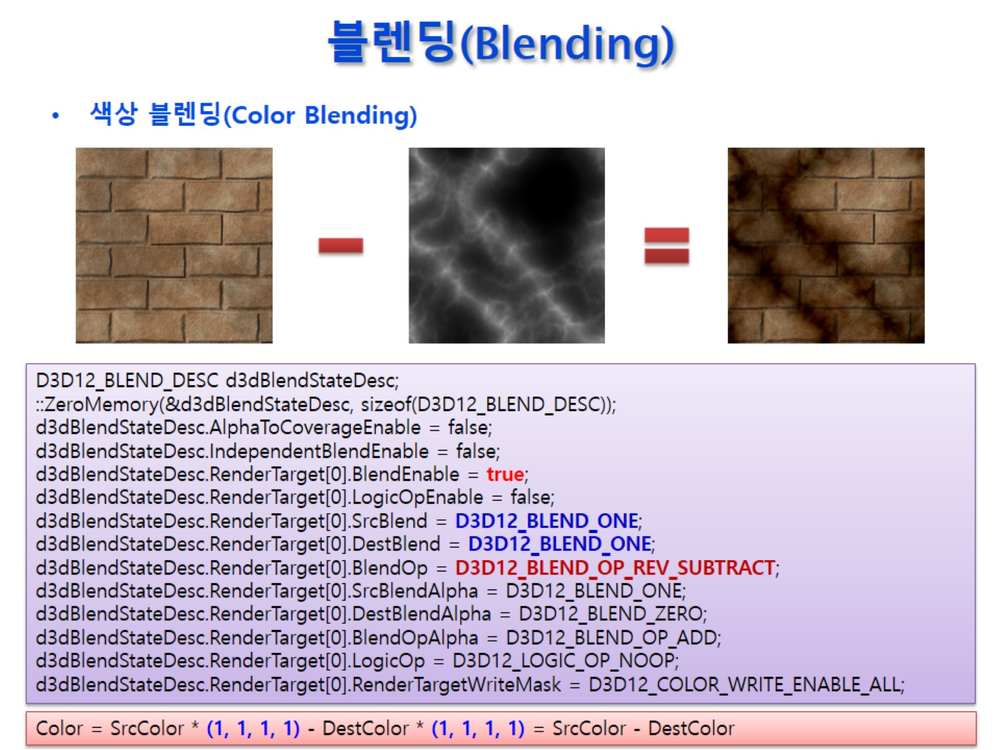 블렌딩(Blending)
• 색상 블렌딩(Color Blending)
D3D12_BLEND_DESC d3dBlendStateDesc;
::ZeroMemory(&d3dBlendStateDesc, sizeof(D3D12_BLEND_DESC));
d3dBlendStateDesc.AlphaToCoverageEnable = false;
d3dBlendStateDesc.IndependentBlendEnable = false;
d3dBlendStateDesc.RenderTarget[0].BlendEnable = true;
d3dBlendStateDesc.RenderTarget[0].LogicOpEnable = false;
d3dBlendStateDesc.RenderTarget[0].SrcBlend = D3D12_BLEND_ONE;
d3dBlendStateDesc.RenderTarget[0].DestBlend = D3D12_BLEND_ONE;
d3dBlendStateDesc.RenderTarget[0].BlendOp = D3D12_BLEND_OP_REV_SUBTRACT;
d3dBlendStateDesc.RenderTarget[0].SrcBlendAlpha = D3D12_BLEND_ONE;
d3dBlendStateDesc.RenderTarget[0].DestBlendAlpha = D3D12_BLEND_ZERO;
d3dBlendStateDesc.RenderTarget[0].BlendOpAlpha = D3D12_BLEND_OP_ADD;
d3dBlendStateDesc.RenderTarget[0].LogicOp = D3D12_LOGIC_OP_NOOP;
d3dBlendStateDesc.RenderTarget[0].RenderTargetWriteMask = D3D12_COLOR_WRITE_ENABLE_ALL;
Color = SrcColor * (1, 1, 1, 1) - DestColor * (1, 1, 1, 1) = SrcColor - DestColor